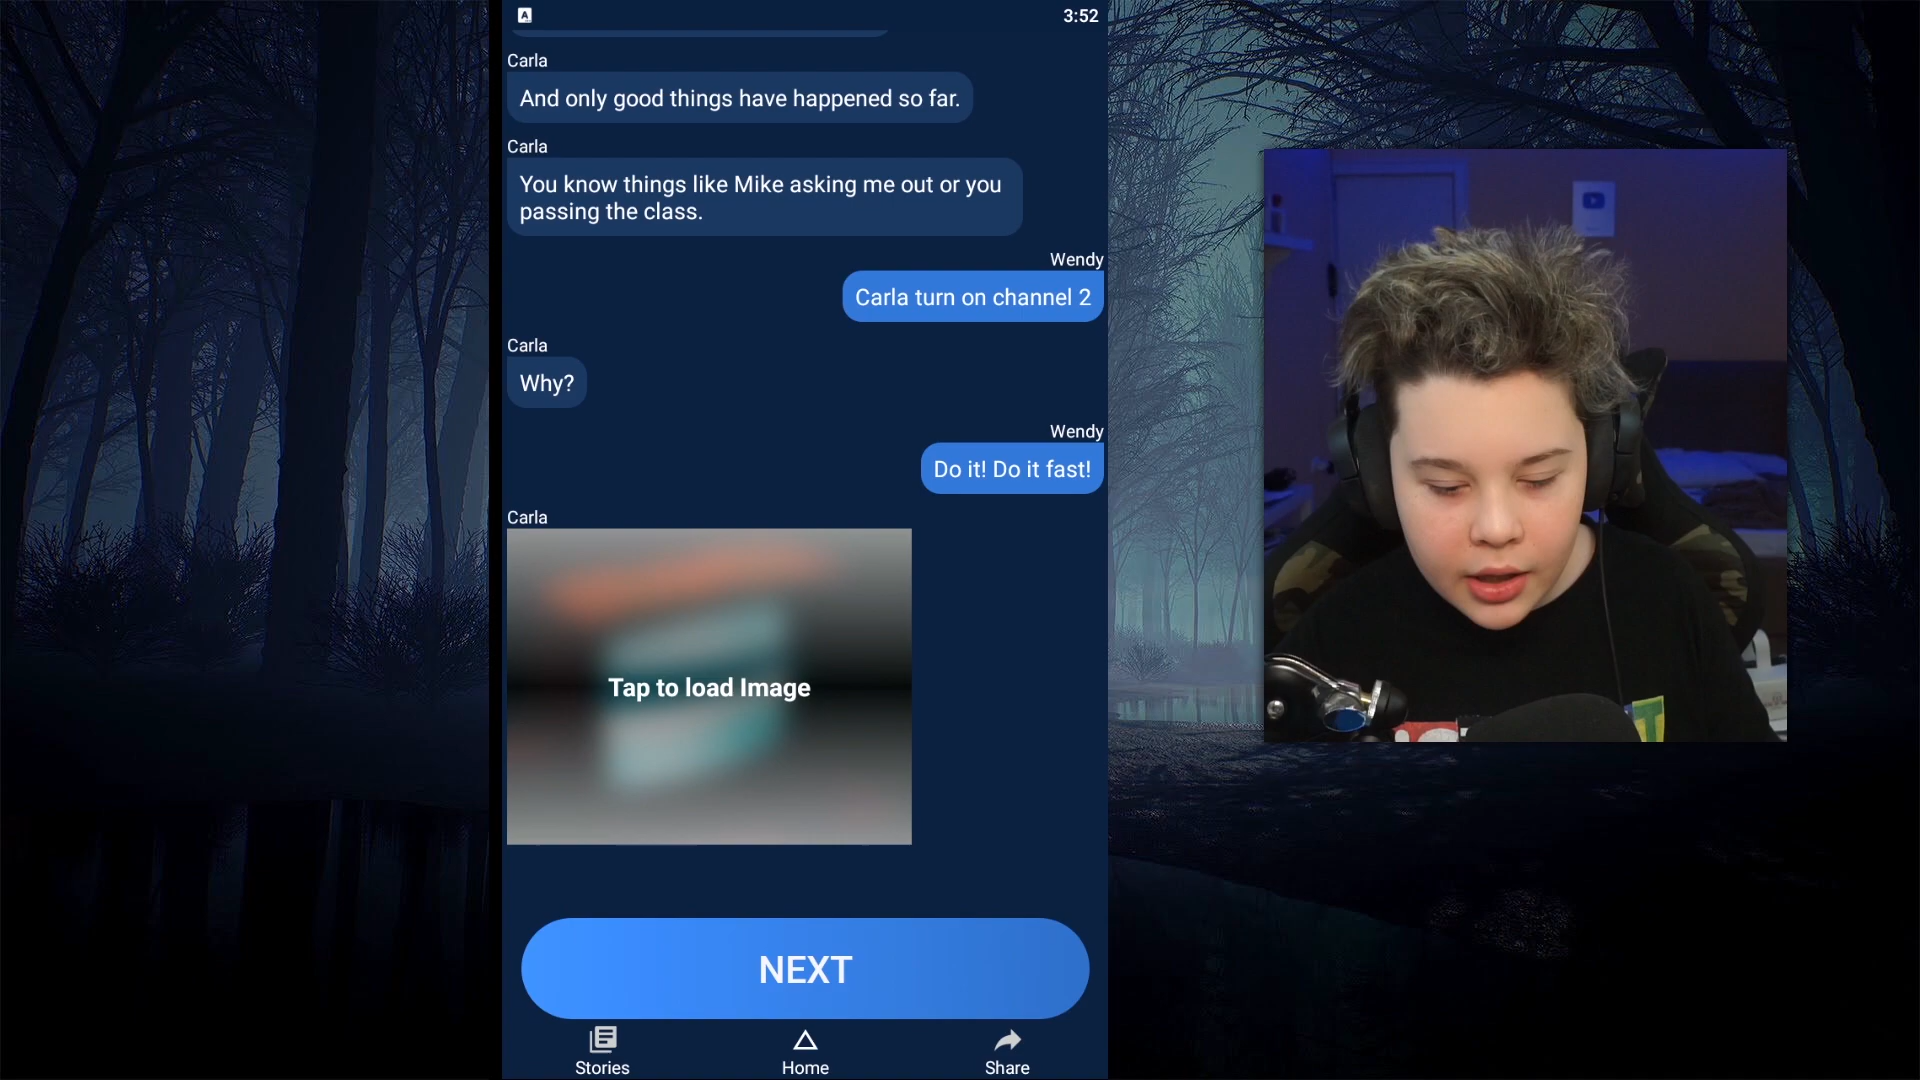 3:52
Carla
And only good things have happened so far.
Carla
You know things like Mike asking me out or you
passing the class.
Wendy
Carla turn on channel 2
Carla
Why?
Wendy
Do it! Do it fast!
Carla
Tap to load Image
NEXT
Stories
Home
Share